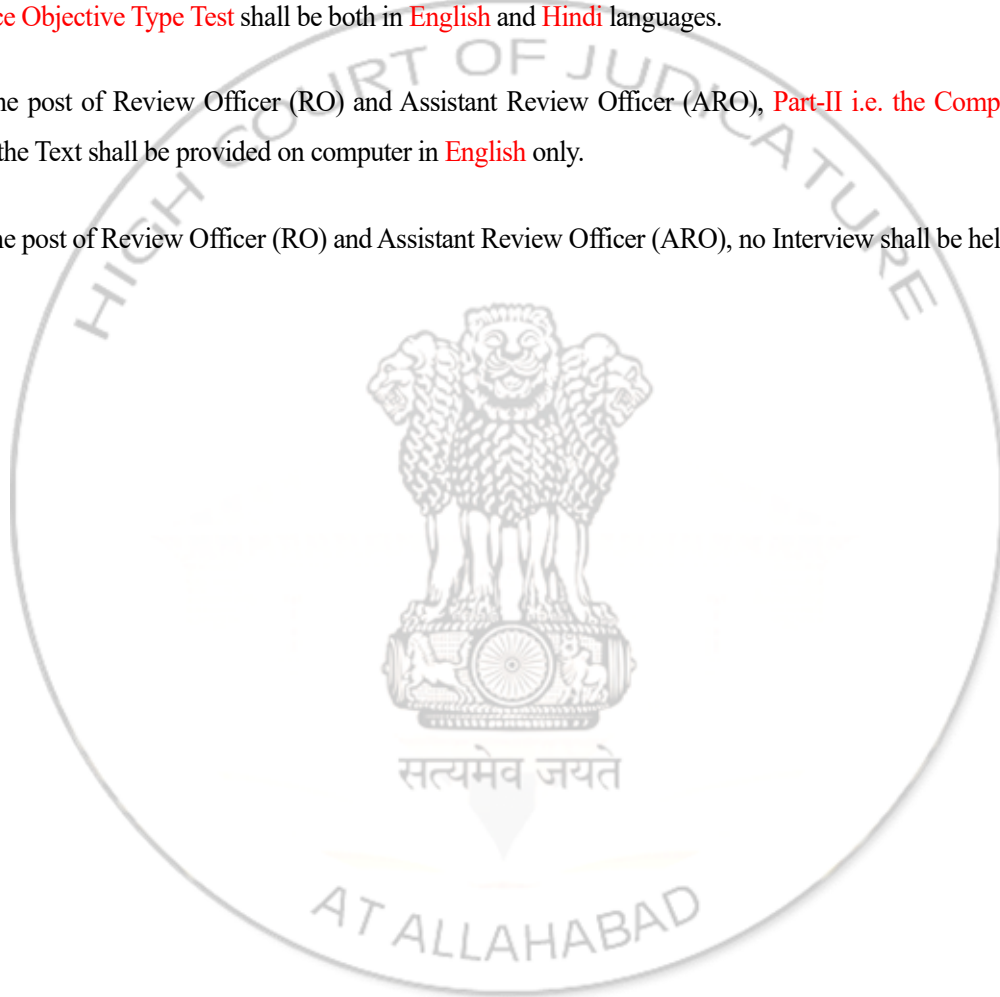 ce Objective Type Test shall be both in English and Hindi languages.
he post of Review Officer (RO) and Assistant Review Officer (ARO), Part-II i.e. the Comp
the Text shall be provided on computer in English only.
he post of Review Officer (RO) and Assistant Review Officer (ARO), no Interview shall be hel
HIGH COURT OF JUDICATURE
सत्यमेव जयते
AT ALLAHABAD